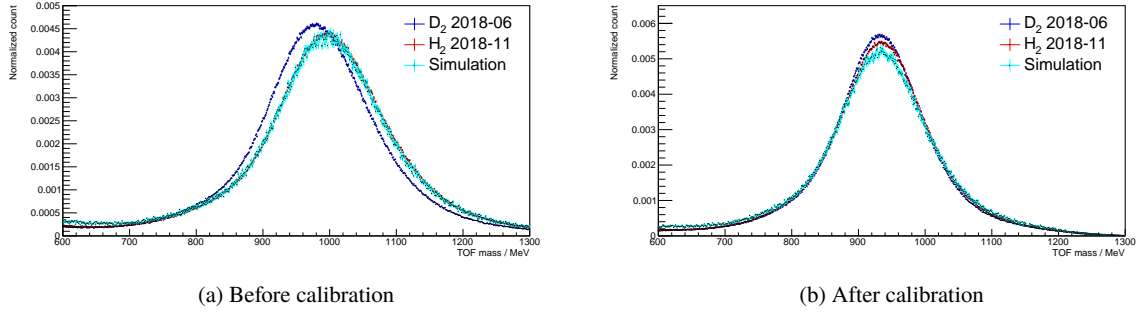 Normalized count
0.005
0.0045
0.004
0.0035
0.003
0.0025
0.002
0.0015
0.001
0.0005
0
600 700 800 900 1000 1100 1200 1300
TOF mass / MeV
D₂ 2018-06
H₂ 2018-11
Simulation
(a) Before calibration
Normalized count
0.006
0.005
0.004
0.003
0.002
0.001
0
600 700 800 900 1000 1100 1200 1300
TOF mass / MeV
D₂ 2018-06
H₂ 2018-11
Simulation
(b) After calibration